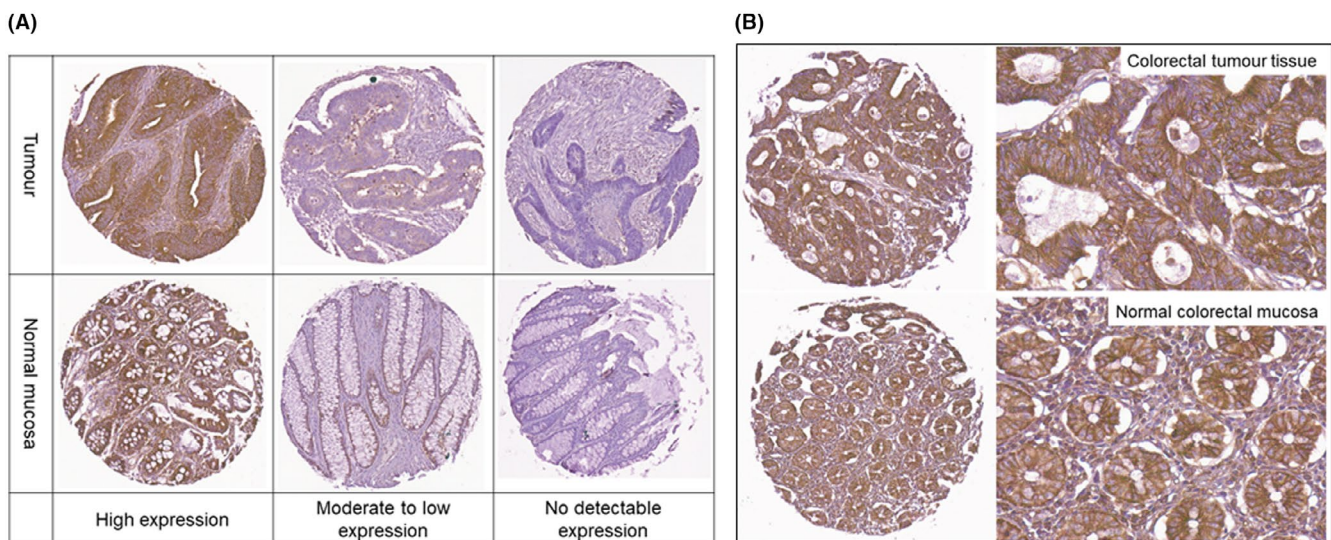 (A)
(B)
Tumour
Normal mucosa
High expression
Moderate to low
expression
No detectable
expression
Colorectal tumour tissue
Normal colorectal mucosa